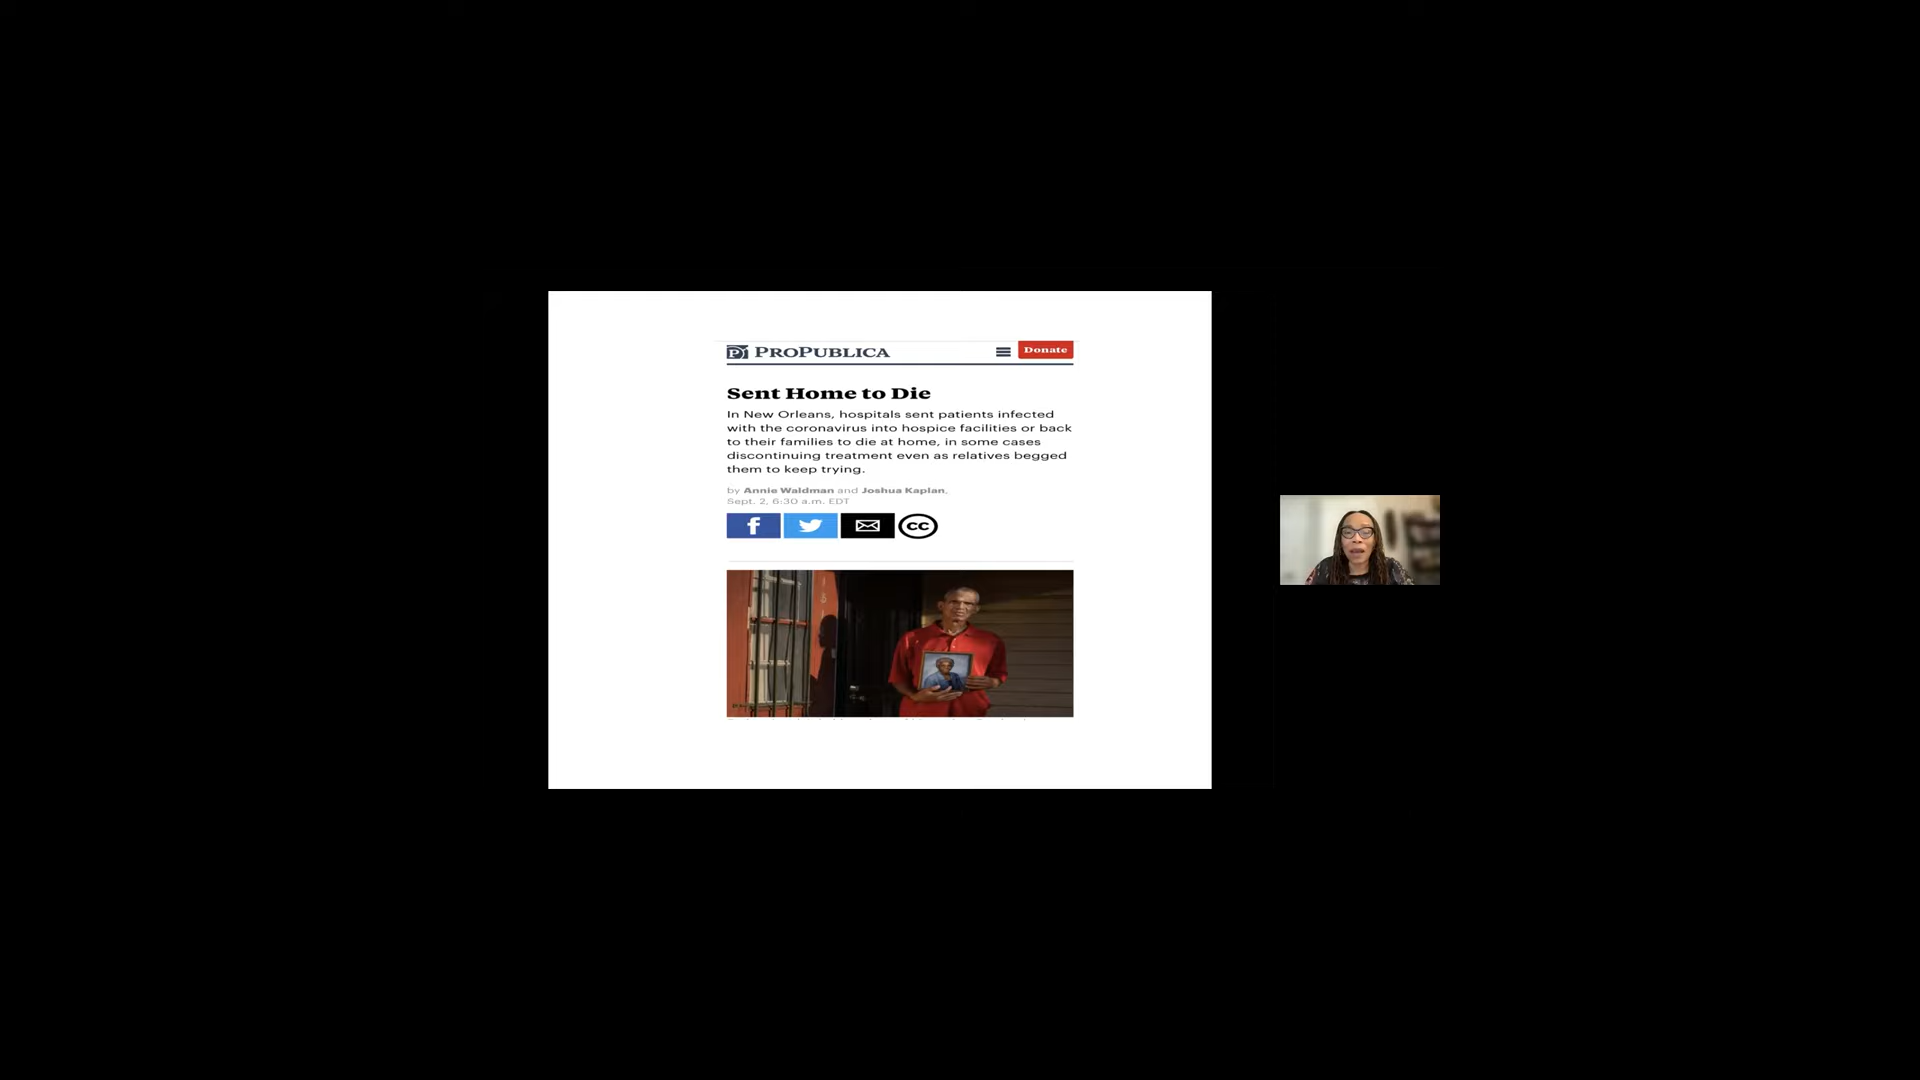 ProPublica
Donate
Sent Home to Die
In New Orleans, hospitals sent patients infected
with the coronavirus into hospice facilities or back
to their families to die at home, in some cases
discontinuing treatment even as relatives begged
them to keep trying.
by Annie Waldman and Joshua Kaplan,
Sept. 2, 6:30 a.m. EDT
f
cc